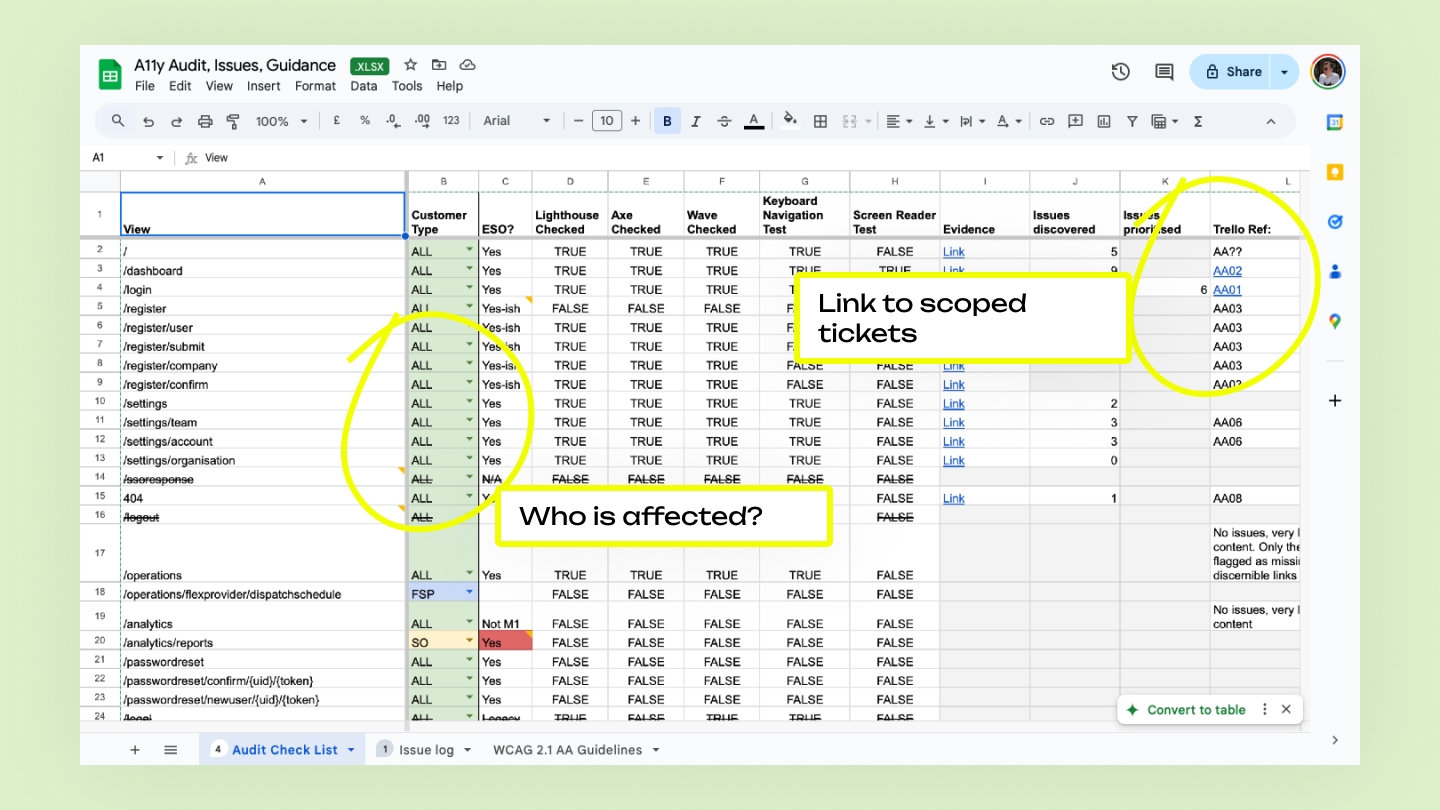 A11y Audit, Issues, Guidance .XLSX
File Edit View Insert Format Data Tools Help
Share
100% £ % .0 .00 123 Arial 10 B I A
A1 View
A B C D E F G H I J K L
1 View Customer Type ESO? Lighthouse Checked Axe Checked Wave Checked Keyboard Navigation Test Screen Reader Test Evidence Issues discovered Issues prioritised Trello Ref:
2 / ALL Yes TRUE TRUE TRUE TRUE FALSE Link 5 AA??
3 /dashboard ALL Yes TRUE TRUE TRUE TRUE TRUE Link 9 AA02
4 /login ALL Yes TRUE TRUE TRUE 6 AA01
5 /register ALL Yes-ish FALSE FALSE FALSE AA03
6 /register/user ALL Yes-ish TRUE TRUE TRUE AA03
7 /register/submit ALL Yes-ish TRUE TRUE TRUE AA03
8 /register/company ALL Yes-ish TRUE TRUE TRUE FALSE FALSE Link AA03
9 /register/confirm ALL Yes-ish TRUE TRUE TRUE FALSE FALSE Link
10 /settings ALL Yes TRUE TRUE TRUE TRUE FALSE Link 2
11 /settings/team ALL Yes TRUE TRUE TRUE TRUE FALSE Link 3 AA06
12 /settings/account ALL Yes TRUE TRUE TRUE TRUE FALSE Link 3 AA06
13 /settings/organisation ALL Yes TRUE TRUE TRUE TRUE FALSE Link 0
14 /ssoresponse ALL N/A FALSE FALSE FALSE FALSE FALSE
15 404 ALL FALSE Link 1 AA08
16 /logout ALL FALSE
17 /operations ALL Yes TRUE TRUE TRUE TRUE FALSE No issues, very l
content. Only the
flagged as missi
discernible links
18 /operations/flexprovider/dispatchschedule FSP FALSE FALSE FALSE FALSE FALSE
19 /analytics ALL Not M1 FALSE FALSE FALSE FALSE FALSE No issues, very l
content
20 /analytics/reports SO Yes FALSE FALSE FALSE FALSE FALSE
21 /passwordreset ALL Yes FALSE FALSE FALSE FALSE FALSE
22 /passwordreset/confirm/{uid}/{token} ALL Yes FALSE FALSE FALSE FALSE FALSE
23 /passwordreset/newuser/{uid}/{token} ALL Yes FALSE FALSE FALSE FALSE FALSE
24 /legal ALL Legacy TRUE FALSE TRUE TRUE FALSE
Link to scoped
tickets
Who is affected?
Convert to table
4 Audit Check List 1 Issue log WCAG 2.1 AA Guidelines
31